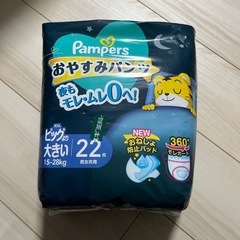 Pampers
おやすみパンツ
夜もモレ・ムレ0へ!
XXL
ビッグより
大きい
15-28kg
22枚
男女共用
NEW
おねしょ
防止パッド
360°